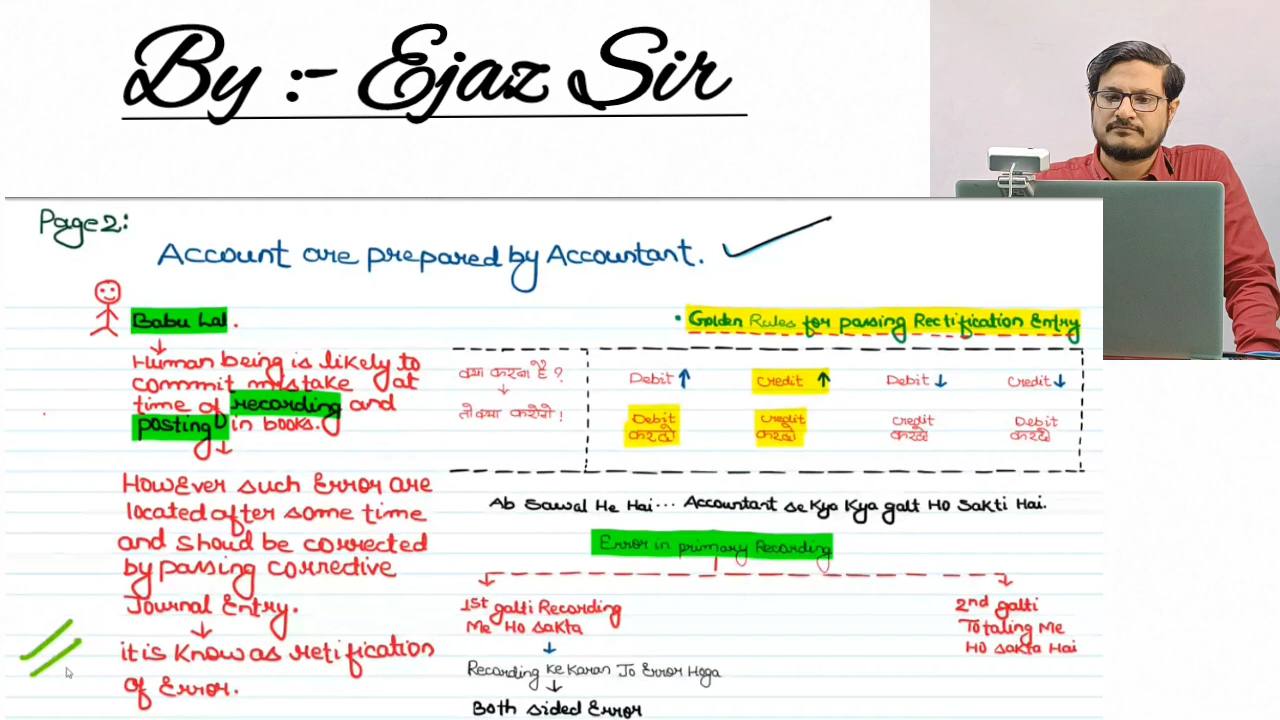 By :- Ejaz Sir
Page2:
Account are prepared by Accountant.
Babu Lal.
Human being is likely to
commit mistake at
time of recording and
posting in books.
However such Error are
located after some time
and shoud be corrected
by passing corrective
Journal Entry.
it is Know as retification
of Error.
• Golden Rules for passing Rectification Entry
क्या करना है ?
तो क्या करोगे !
Debit ↑ Credit ↑ Debit ↓ Credit ↓
Debit Credit Credit Debit
करदो करदो करदो करदो
Ab Sawal He Hai... Accountant se Kya Kya galt Ho Sakti Hai.
Error in primary Recording
1st galti Recording
Me Ho sakta
Recording Ke Karan Jo Error Hoga
Both sided Error
2nd galti
Totaling Me
Ho sakta Hai